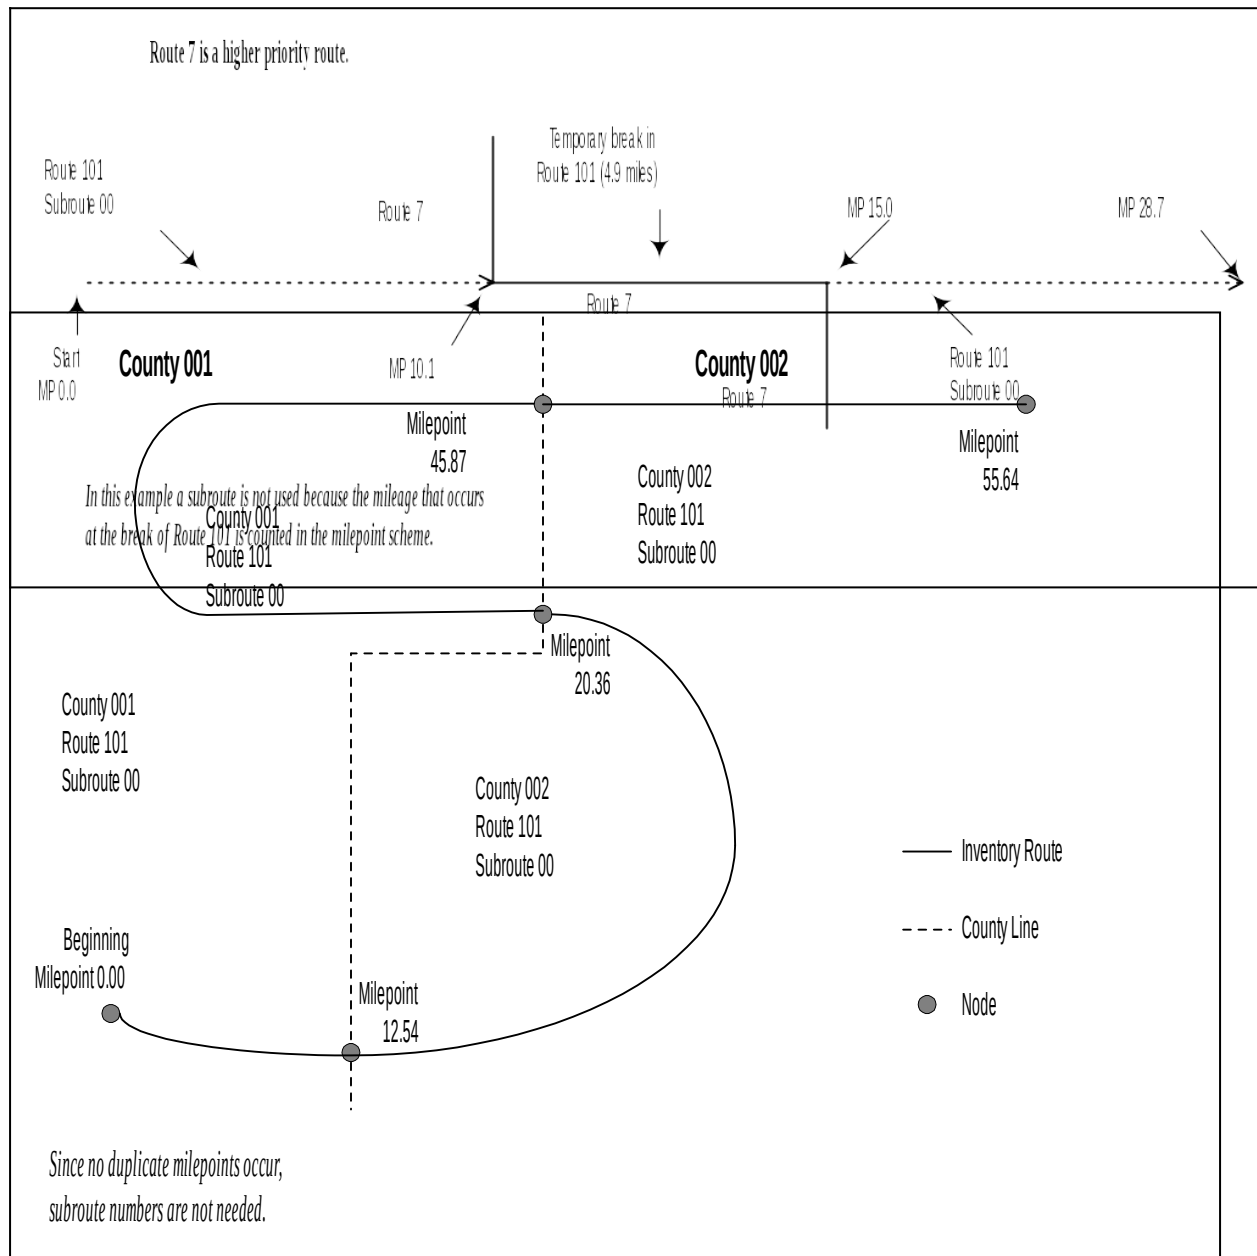 Route 7 is a higher priority route.
Temporary break in
Route 101 (4.9 miles)
Route 101
Subroute 00
Route 7
MP 15.0
MP 28.7
Route 7
Start
MP 0.0
County 001
MP 10.1
County 002
Route 7
Route 101
Subroute 00
Milepoint
45.87
Milepoint
55.64
In this example a subroute is not used because the mileage that occurs
at the break of Route 101 is counted in the milepoint scheme.
County 001
Route 101
Subroute 00
County 002
Route 101
Subroute 00
Milepoint
20.36
County 001
Route 101
Subroute 00
County 002
Route 101
Subroute 00
Inventory Route
County Line
Node
Beginning
Milepoint 0.00
Milepoint
12.54
Since no duplicate milepoints occur,
subroute numbers are not needed.